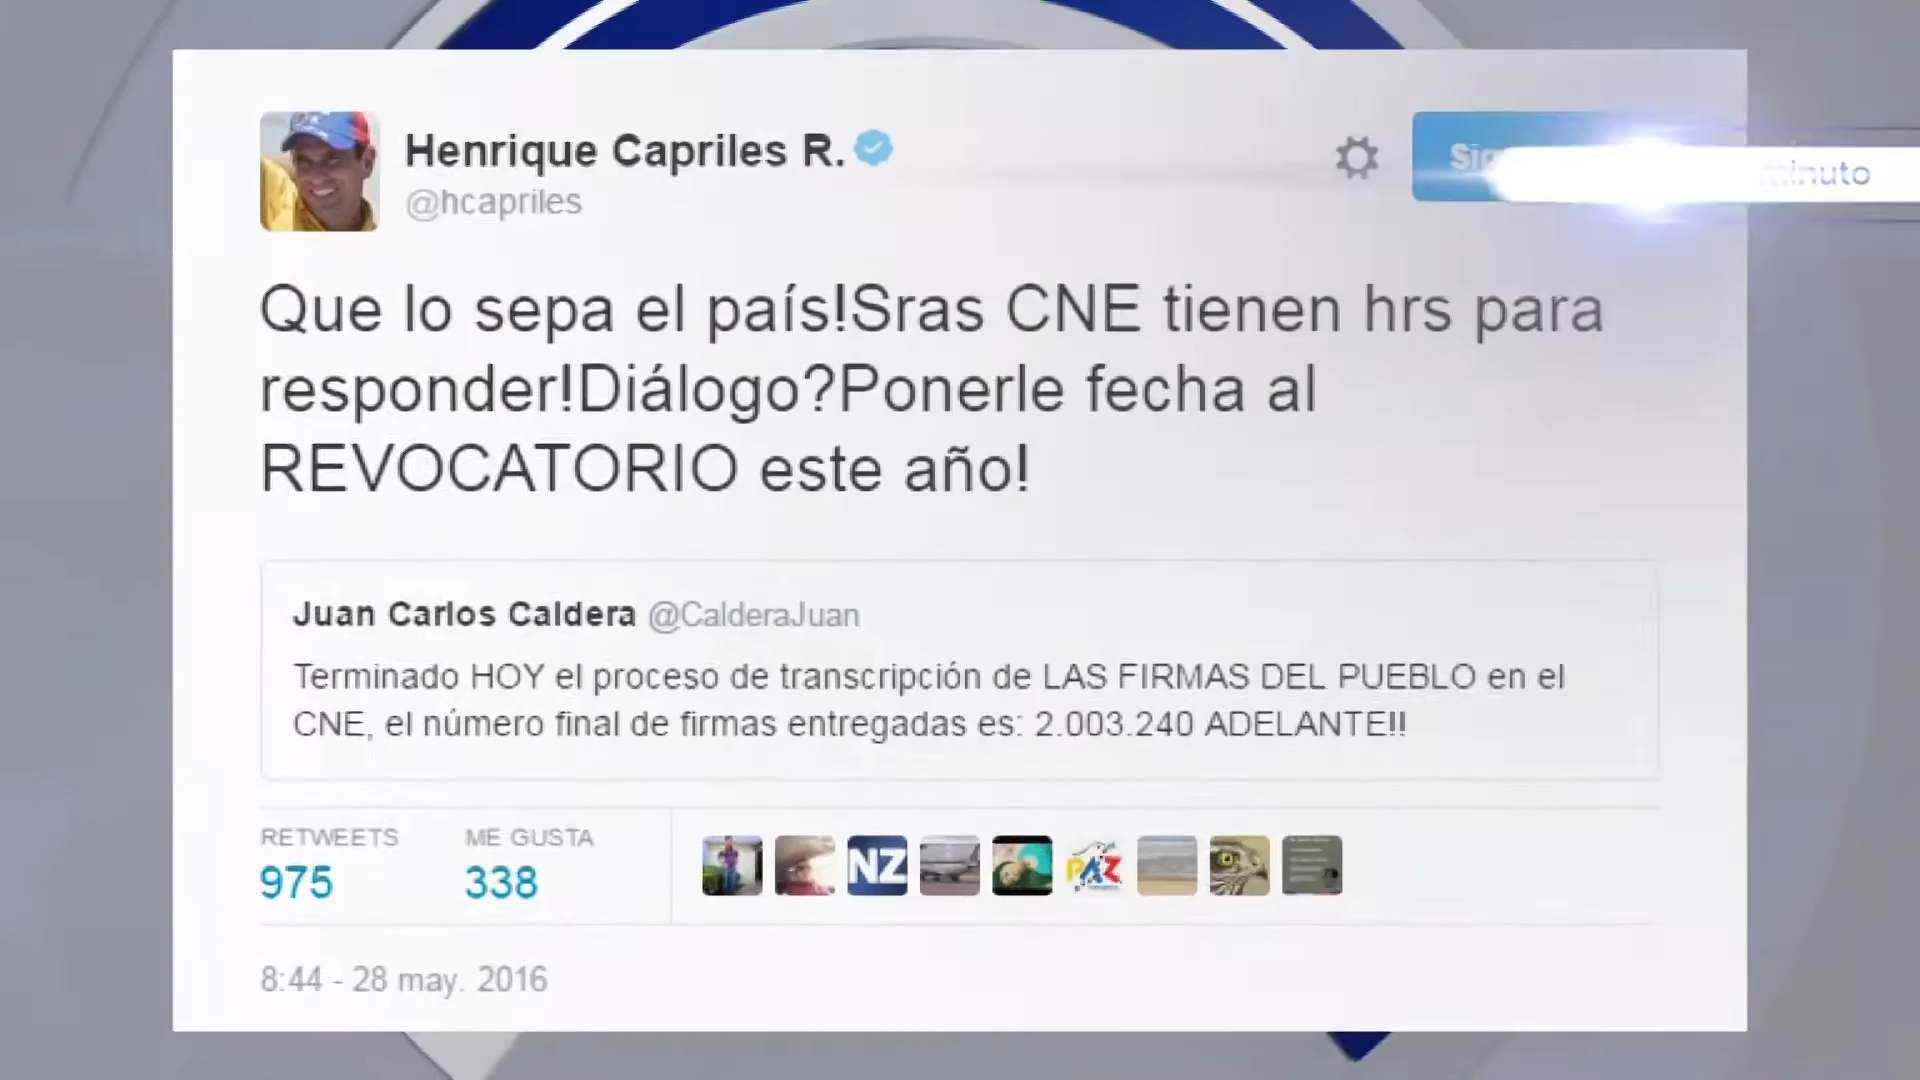 Henrique Capriles R.
@hcapriles
minuto
Que lo sepa el país!Sras CNE tienen hrs para
responder!Diálogo?Ponerle fecha al
REVOCATORIO este año!
Juan Carlos Caldera @CalderaJuan
Terminado HOY el proceso de transcripción de LAS FIRMAS DEL PUEBLO en el
CNE, el número final de firmas entregadas es: 2.003.240 ADELANTE!!
RETWEETS ME GUSTA
975 338
NZ
PAZ
8:44 - 28 may. 2016